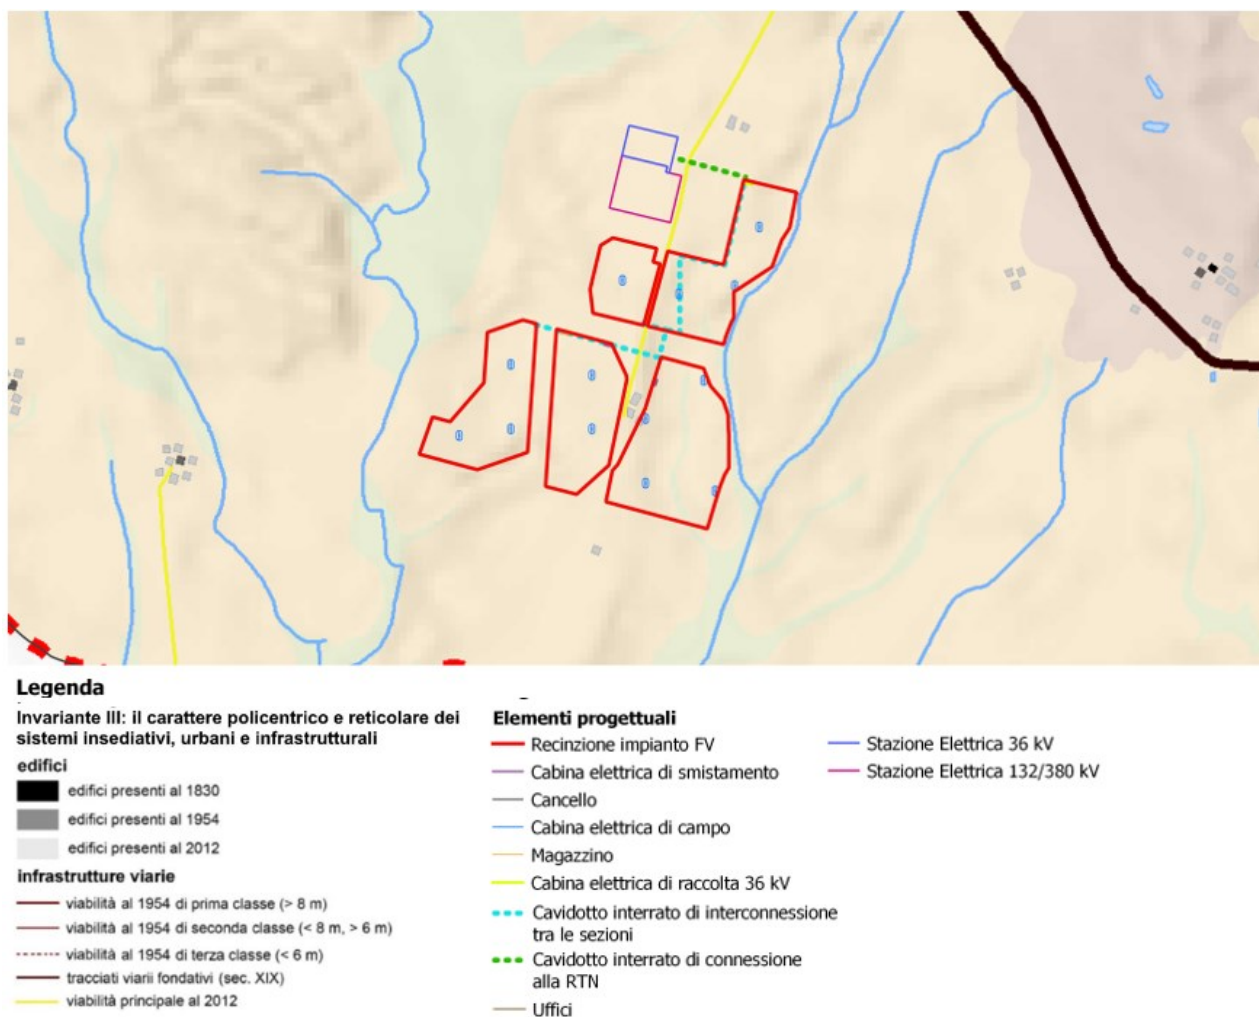 Legenda
Invariante III: il carattere policentrico e reticolare dei
sistemi insediativi, urbani e infrastrutturali
edifici
edifici presenti al 1830
edifici presenti al 1954
edifici presenti al 2012
infrastrutture viarie
viabilità al 1954 di prima classe (> 8 m)
viabilità al 1954 di seconda classe (< 8 m, > 6 m)
viabilità al 1954 di terza classe (< 6 m)
tracciati viarii fondativi (sec. XIX)
viabilità principale al 2012
Elementi progettuali
Recinzione impianto FV
Cabina elettrica di smistamento
Cancello
Cabina elettrica di campo
Magazzino
Cabina elettrica di raccolta 36 kV
Cavidotto interrato di interconnessione
tra le sezioni
Cavidotto interrato di connessione
alla RTN
Uffici
Stazione Elettrica 36 kV
Stazione Elettrica 132/380 kV